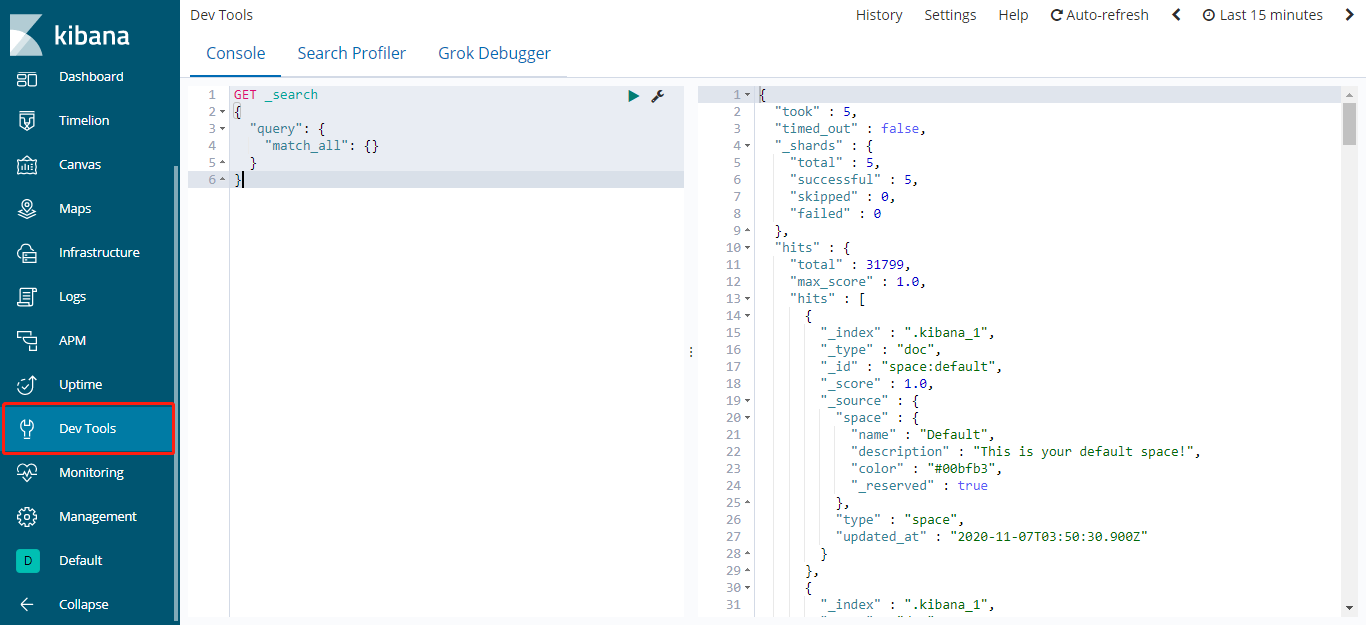 kibana
Dashboard
Timelion
Canvas
Maps
Infrastructure
Logs
APM
Uptime
Dev Tools
Monitoring
Management
D Default
Collapse
Dev Tools
History Settings Help Auto-refresh Last 15 minutes
Console Search Profiler Grok Debugger
1 GET _search
2 {
3 "query": {
4 "match_all": {}
5 }
6 }
1 {
2 "took" : 5,
3 "timed_out" : false,
4 "_shards" : {
5 "total" : 5,
6 "successful" : 5,
7 "skipped" : 0,
8 "failed" : 0
9 },
10 "hits" : {
11 "total" : 31799,
12 "max_score" : 1.0,
13 "hits" : [
14 {
15 "_index" : ".kibana_1",
16 "_type" : "doc",
17 "_id" : "space:default",
18 "_score" : 1.0,
19 "_source" : {
20 "space" : {
21 "name" : "Default",
22 "description" : "This is your default space!",
23 "color" : "#00bfb3",
24 "_reserved" : true
25 },
26 "type" : "space",
27 "updated_at" : "2020-11-07T03:50:30.900Z"
28 }
29 },
30 {
31 "_index" : ".kibana_1",